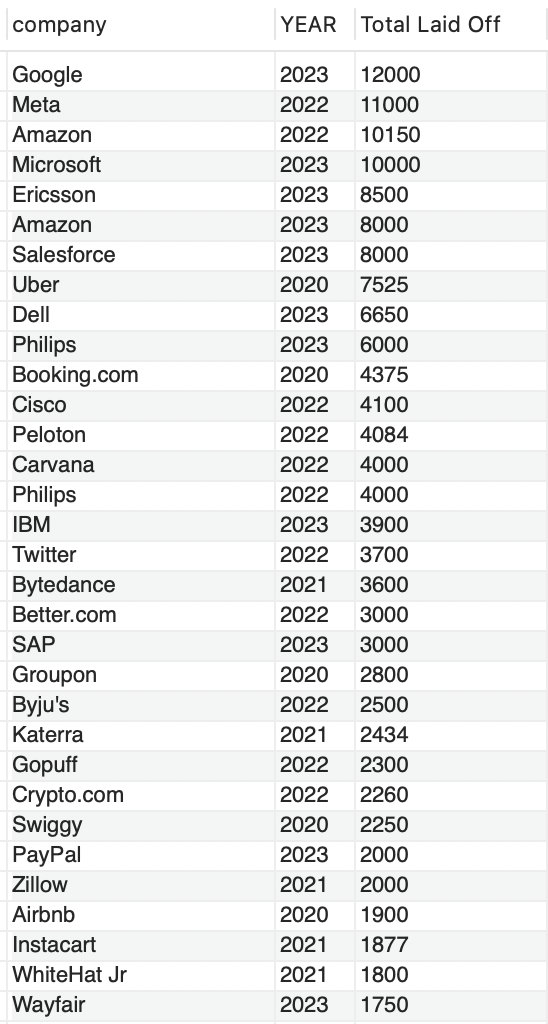 company YEAR Total Laid Off
Google 2023 12000
Meta 2022 11000
Amazon 2022 10150
Microsoft 2023 10000
Ericsson 2023 8500
Amazon 2023 8000
Salesforce 2023 8000
Uber 2020 7525
Dell 2023 6650
Philips 2023 6000
Booking.com 2020 4375
Cisco 2022 4100
Peloton 2022 4084
Carvana 2022 4000
Philips 2022 4000
IBM 2023 3900
Twitter 2022 3700
Bytedance 2021 3600
Better.com 2022 3000
SAP 2023 3000
Groupon 2020 2800
Byju's 2022 2500
Katerra 2021 2434
Gopuff 2022 2300
Crypto.com 2022 2260
Swiggy 2020 2250
PayPal 2023 2000
Zillow 2021 2000
Airbnb 2020 1900
Instacart 2021 1877
WhiteHat Jr 2021 1800
Wayfair 2023 1750